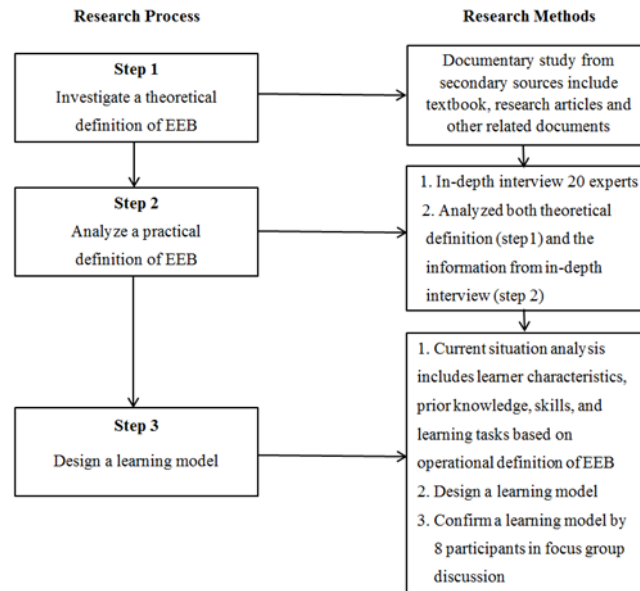 Research Process
Research Methods
Step 1
Investigate a theoretical
definition of EEB
Documentary study from
secondary sources include
textbook, research articles and
other related documents
Step 2
Analyze a practical
definition of EEB
1. In-depth interview 20 experts
2. Analyzed both theoretical
definition (step1) and the
information from in-depth
interview (step 2)
Step 3
Design a learning model
1. Current situation analysis
includes learner characteristics,
prior knowledge, skills, and
learning tasks based on
operational definition of EEB
2. Design a learning model
3. Confirm a learning model by
8 participants in focus group
discussion